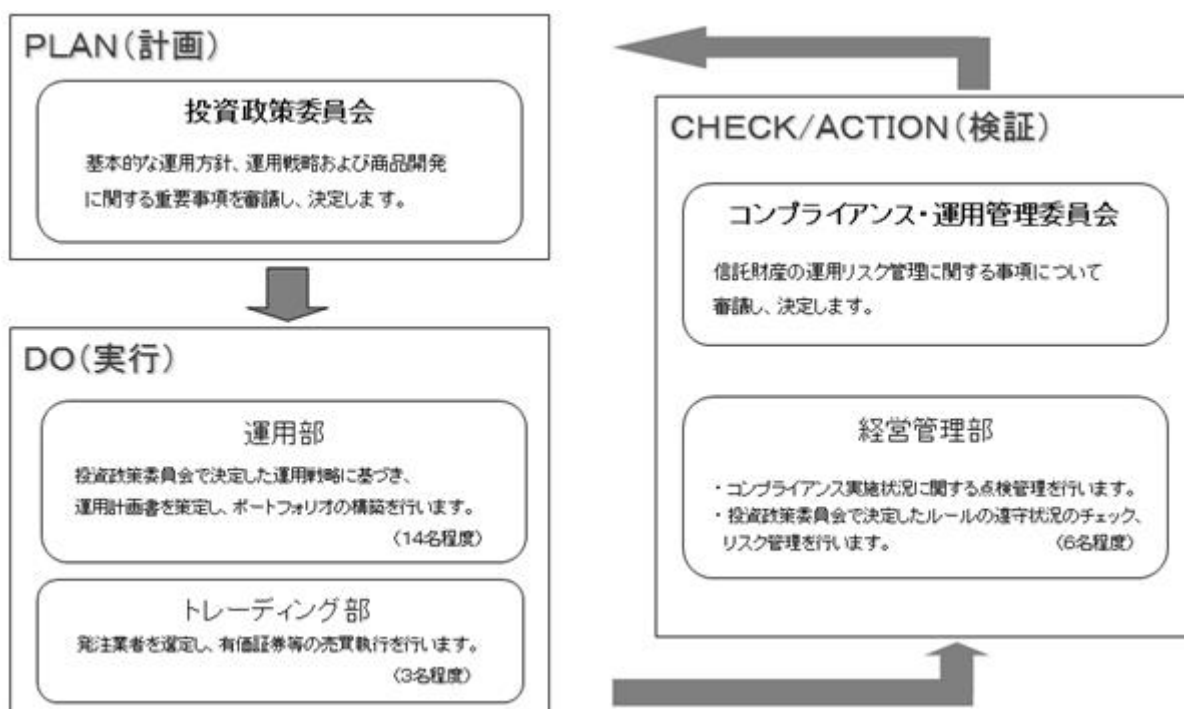 PLAN(計画)
投資政策委員会
基本的な運用方針、運用戦略および商品開発
に関する重要事項を審議し、決定します。
DO(実行)
運用部
投資政策委員会で決定した運用戦略に基づき、
運用計画書を策定し、ポートフォリオの構築を行います。
(14名程度)
トレーディング部
発注業者を選定し、有価証券等の売買執行を行います。
(3名程度)
CHECK/ACTION(検証)
コンプライアンス・運用管理委員会
信託財産の運用リスク管理に関する事項について
審議し、決定します。
経営管理部
・コンプライアンス実施状況に関する点検管理を行います。
・投資政策委員会で決定したルールの遵守状況のチェック、
リスク管理を行います。 (6名程度)